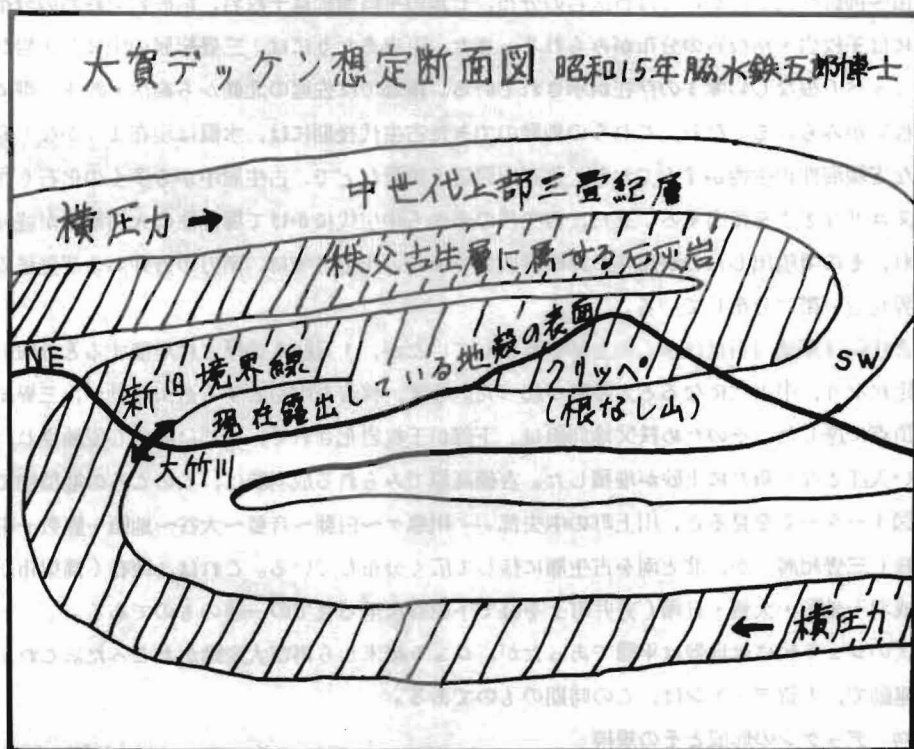 大賀デッケン想定断面図 昭和15年脇水鉄五郎博士
中世代上部三畳紀層
横圧力→
秩父古生層に属する石灰岩
NE
SW
新旧境界線
現在露出している地殻の表面
クリッペ
(根なし山)
大竹川
←横圧力